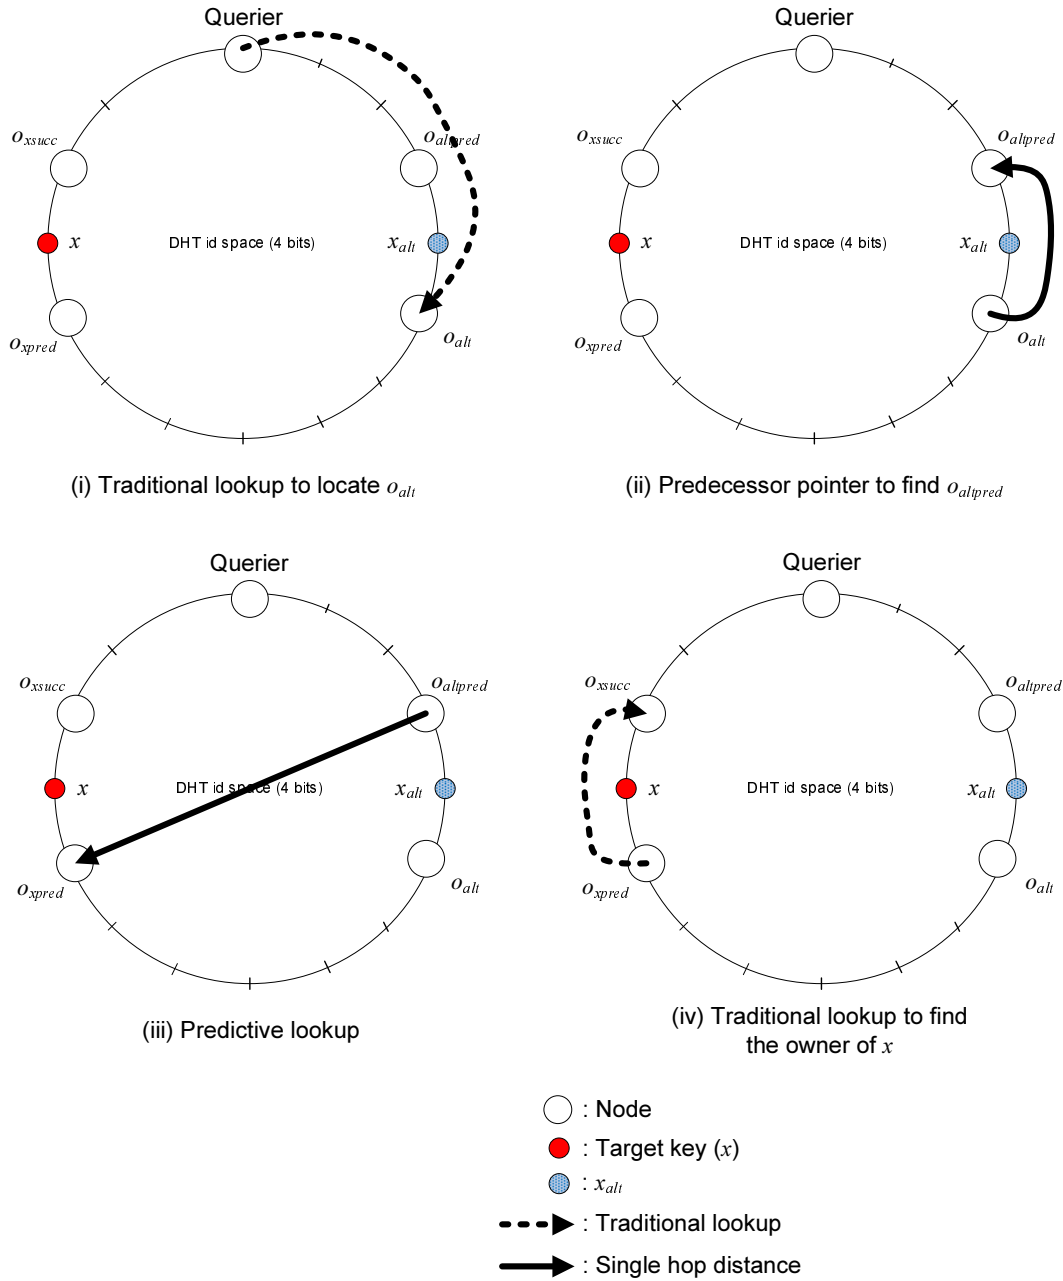 Querier
o_xsucc
o_altpred
x
DHT id space (4 bits)
x_alt
o_xpred
o_alt
(i) Traditional lookup to locate o_alt
Querier
o_xsucc
o_altpred
x
DHT id space (4 bits)
x_alt
o_xpred
o_alt
(ii) Predecessor pointer to find o_altpred
Querier
o_xsucc
o_altpred
x
DHT id space (4 bits)
x_alt
o_xpred
o_alt
(iii) Predictive lookup
Querier
o_xsucc
o_altpred
x
DHT id space (4 bits)
x_alt
o_xpred
o_alt
(iv) Traditional lookup to find
the owner of x
: Node
: Target key (x)
: x_alt
: Traditional lookup
: Single hop distance